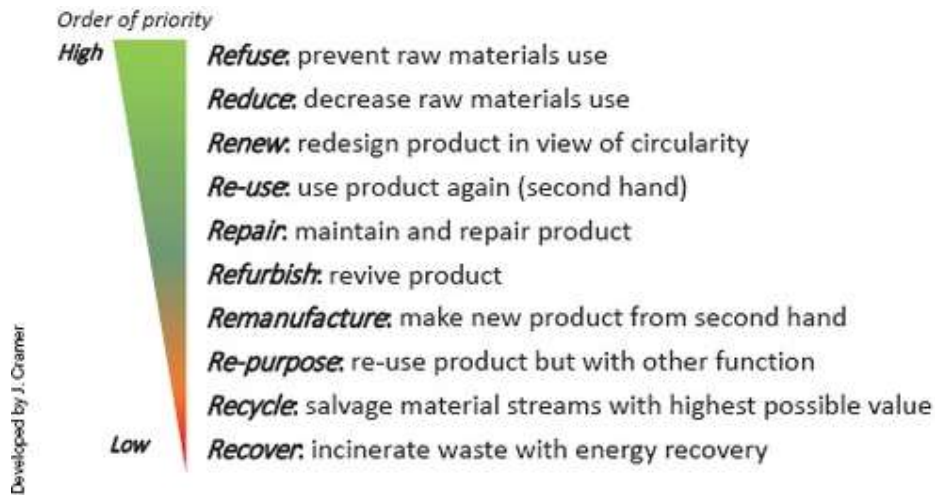 Order of priority
High
Refuse: prevent raw materials use
Reduce: decrease raw materials use
Renew: redesign product in view of circularity
Re-use: use product again (second hand)
Repair: maintain and repair product
Refurbish: revive product
Remanufacture: make new product from second hand
Re-purpose: re-use product but with other function
Recycle: salvage material streams with highest possible value
Low
Recover: incinerate waste with energy recovery
Developed by J. Cramer